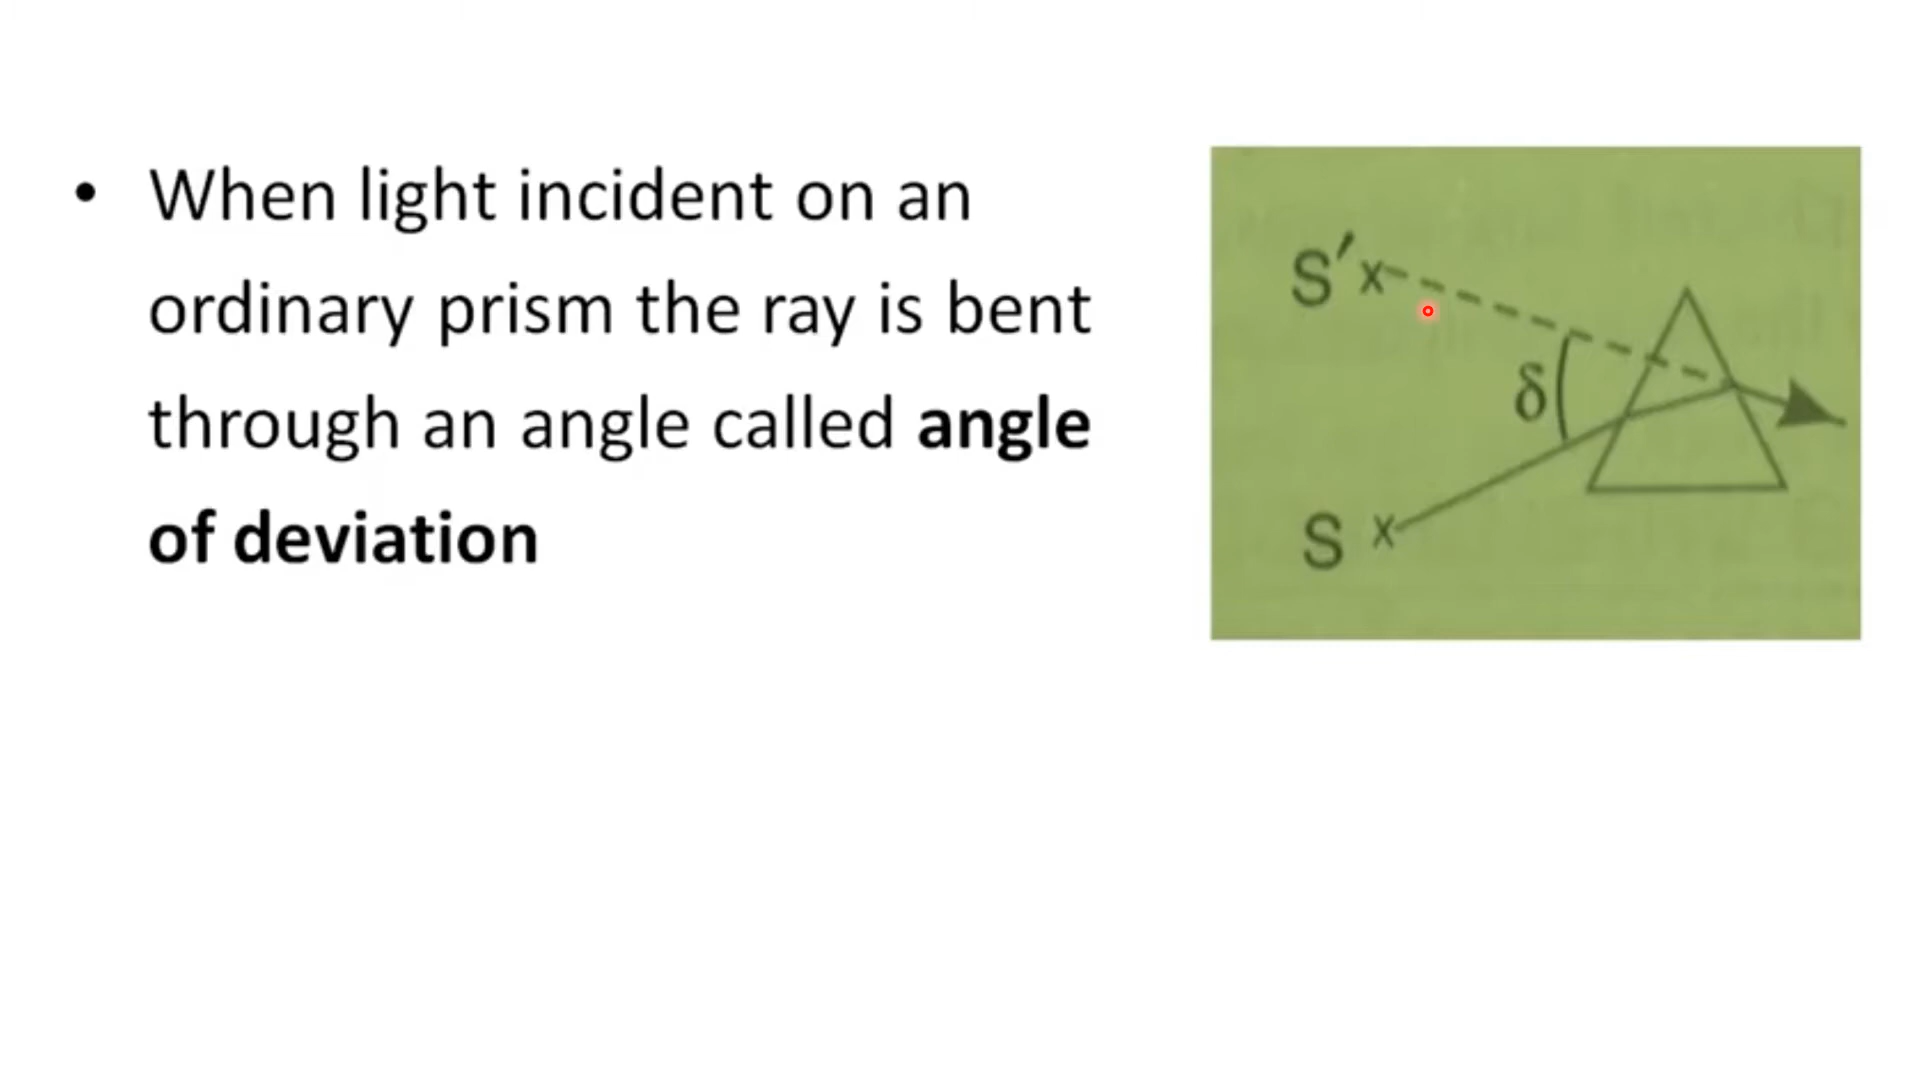 • When light incident on an
ordinary prism the ray is bent
through an angle called angle
of deviation
S′ x
δ
S x